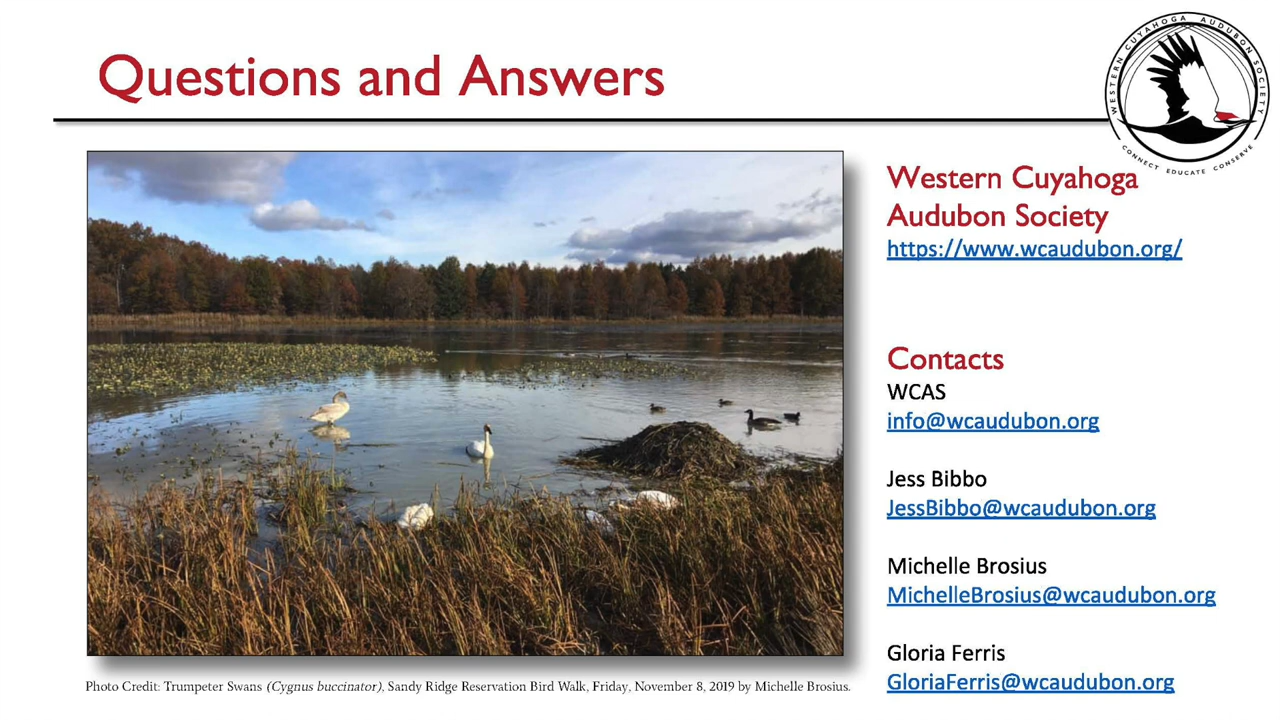 Questions and Answers
WESTERN CUYAHOGA AUDUBON SOCIETY
CONNECT EDUCATE CONSERVE
Western Cuyahoga
Audubon Society
https://www.wcaudubon.org/
Contacts
WCAS
info@wcaudubon.org
Jess Bibbo
JessBibbo@wcaudubon.org
Michelle Brosius
MichelleBrosius@wcaudubon.org
Gloria Ferris
GloriaFerris@wcaudubon.org
Photo Credit: Trumpeter Swans (Cygnus buccinator), Sandy Ridge Reservation Bird Walk, Friday, November 8, 2019 by Michelle Brosius.